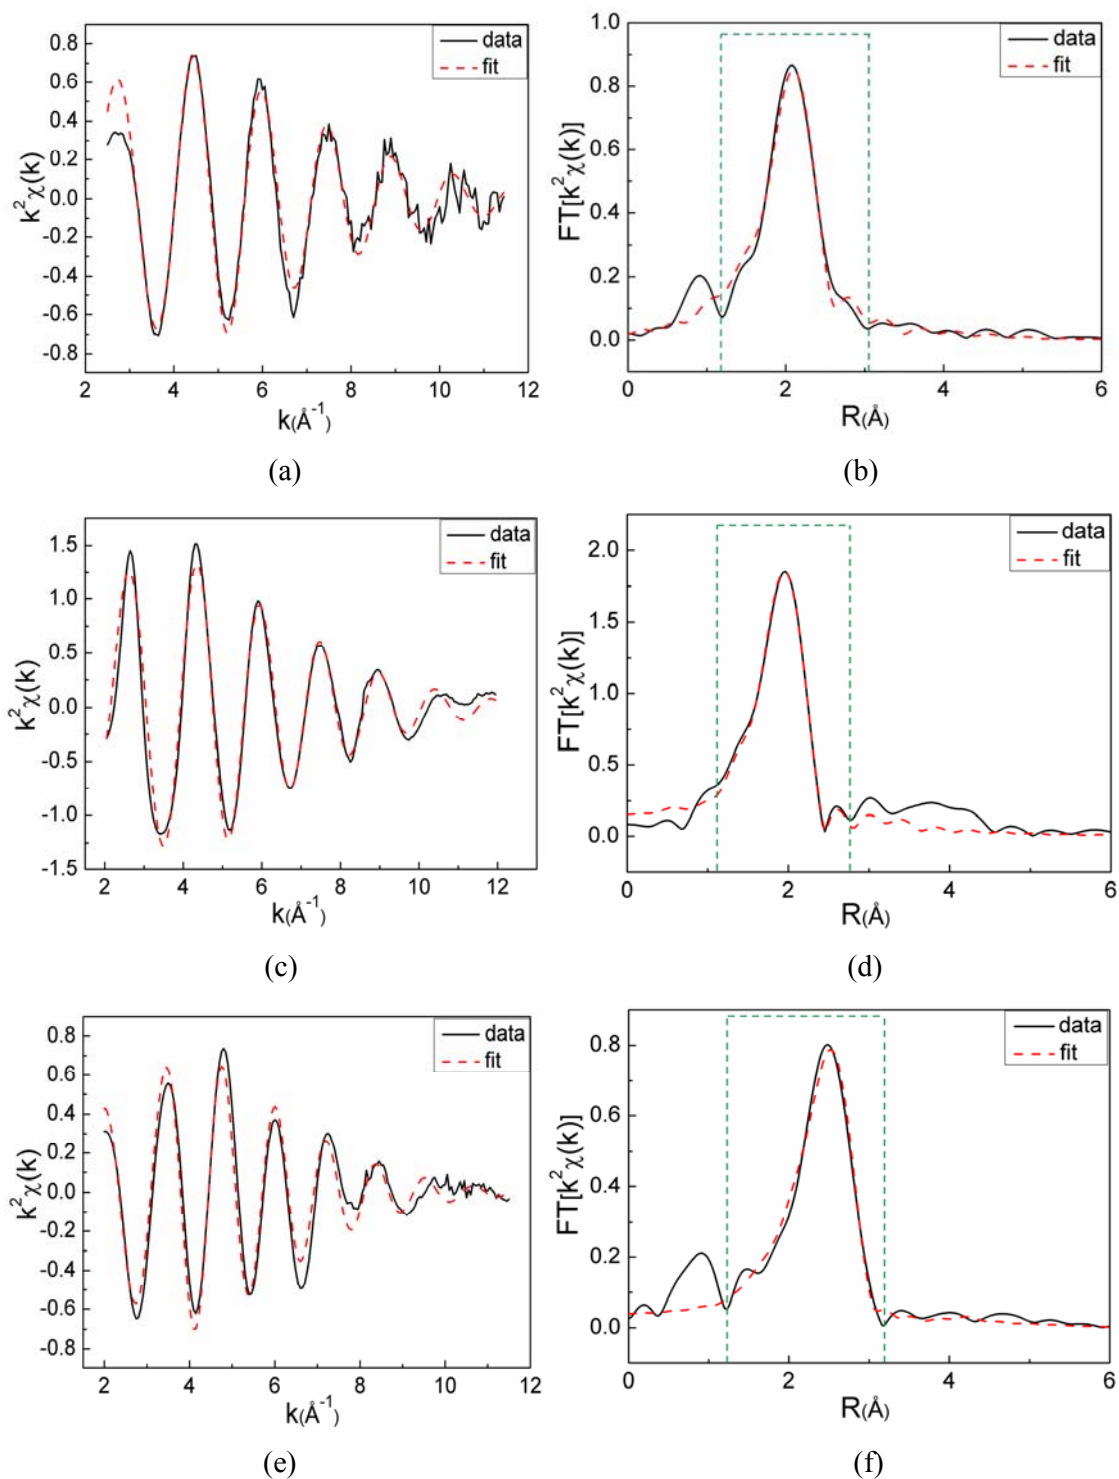 0.8
0.6
0.4
0.2
0.0
-0.2
-0.4
-0.6
-0.8
k²χ(k)
data
fit
2 4 6 8 10 12
k(Å⁻¹)
(a)
1.0
0.8
0.6
0.4
0.2
0.0
FT[k²χ(k)]
data
fit
0 2 4 6
R(Å)
(b)
1.5
1.0
0.5
0.0
-0.5
-1.0
-1.5
k²χ(k)
data
fit
2 4 6 8 10 12
k(Å⁻¹)
(c)
2.0
1.5
1.0
0.5
0.0
FT[k²χ(k)]
data
fit
0 2 4 6
R(Å)
(d)
0.8
0.6
0.4
0.2
0.0
-0.2
-0.4
-0.6
-0.8
k²χ(k)
data
fit
2 4 6 8 10 12
k(Å⁻¹)
(e)
0.8
0.6
0.4
0.2
0.0
FT[k²χ(k)]
data
fit
0 2 4 6
R(Å)
(f)